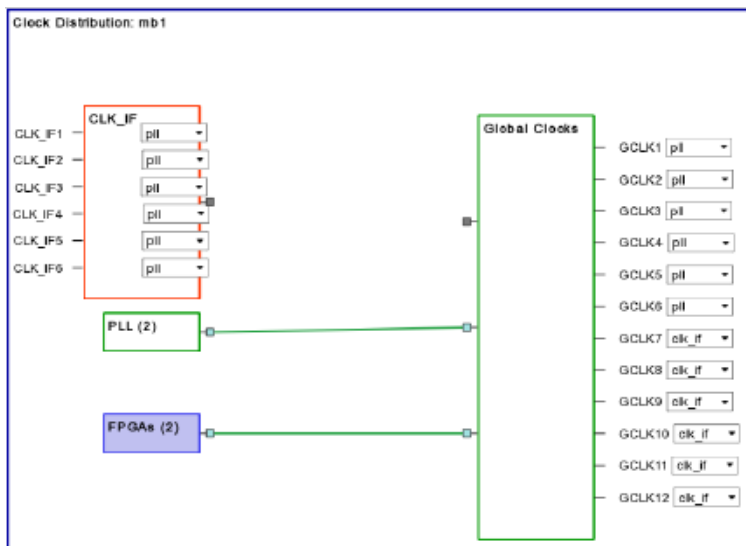 Clock Distribution: mb1
CLK_IF
CLK_IF1 pll
CLK_IF2 pll
CLK_IF3 pll
CLK_IF4 pll
CLK_IF5 pll
CLK_IF6 pll
PLL (2)
FPGAs (2)
Global Clocks
GCLK1 pll
GCLK2 pll
GCLK3 pll
GCLK4 pll
GCLK5 pll
GCLK6 pll
GCLK7 clk_if
GCLK8 clk_if
GCLK9 clk_if
GCLK10 clk_if
GCLK11 clk_if
GCLK12 clk_if